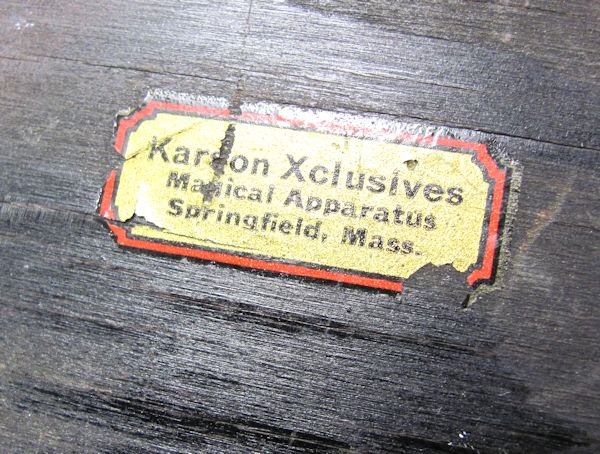 Karson Xclusives
Magical Apparatus
Springfield, Mass.